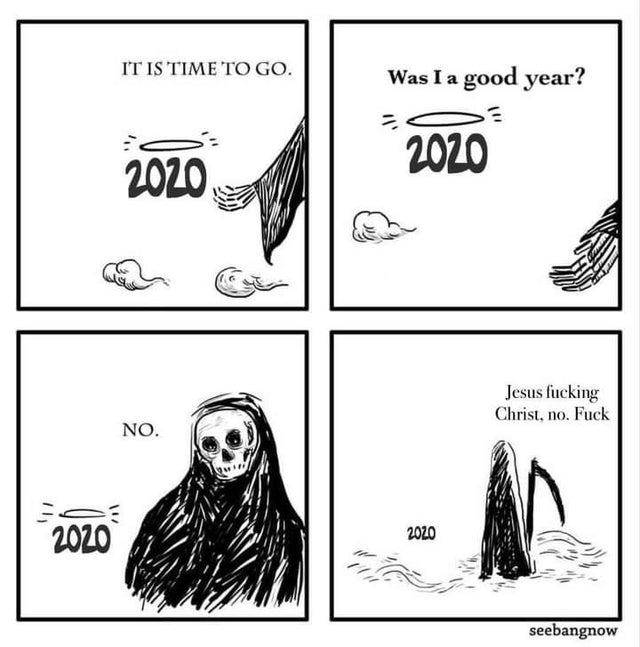 IT IS TIME TO GO.
2020
Was I a good year?
2020
NO.
2020
Jesus fucking
Christ, no. Fuck
2020
seebangnow